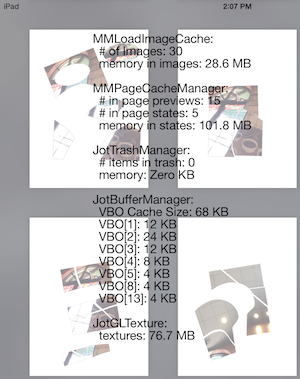 iPad 2:07 PM
MMLoadImageCache:
# of Images: 30
memory in images: 28.6 MB
MMPageCacheManager:
# in page previews: 15
# in page states: 5
memory in states: 101.8 MB
JotTrashManager:
# items in trash: 0
memory: Zero KB
JotBufferManager:
VBO Cache Size: 68 KB
VBO[1]: 12 KB
VBO[2]: 24 KB
VBO[3]: 12 KB
VBO[4]: 8 KB
VBO[5]: 4 KB
VBO[8]: 4 KB
VBO[13]: 4 KB
JotGLTexture:
textures: 76.7 MB